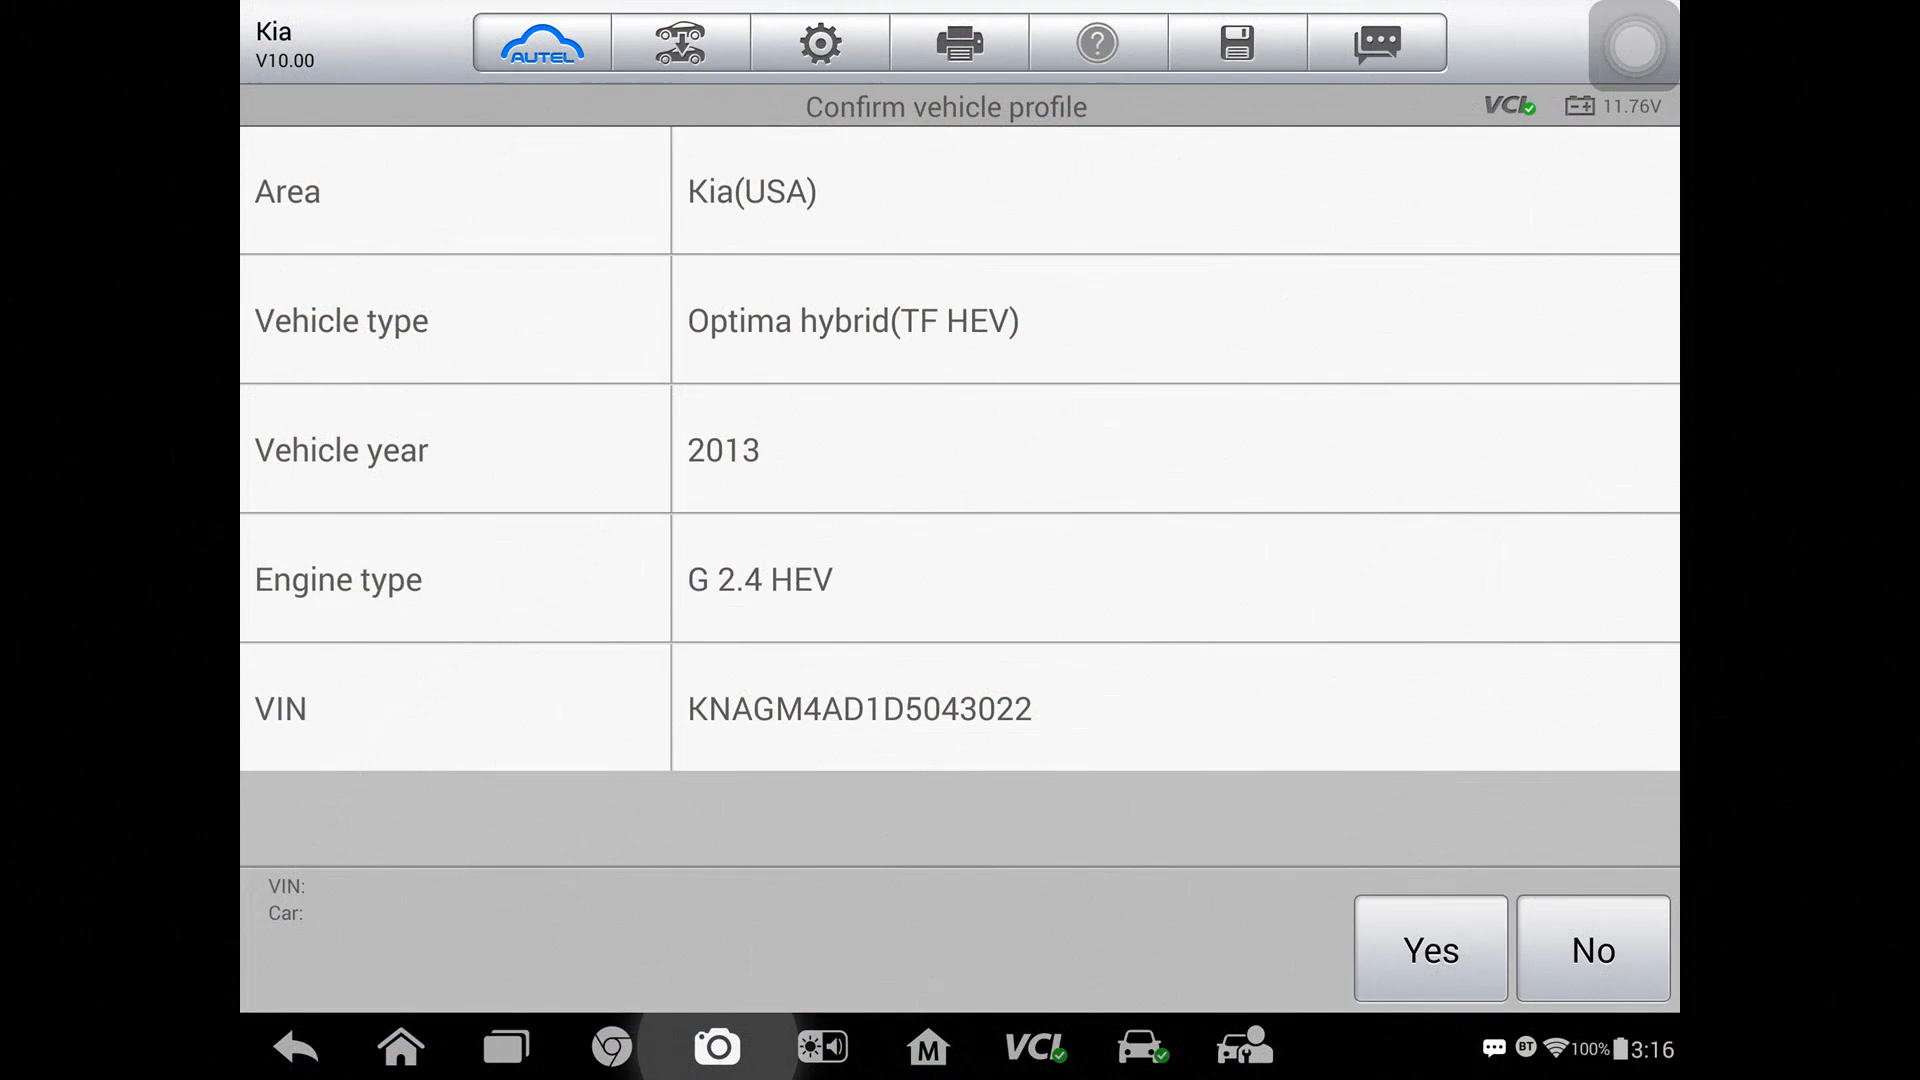 Kia
V10.00
AUTEL
?
Confirm vehicle profile
VCI
11.76V
Area
Kia(USA)
Vehicle type
Optima hybrid(TF HEV)
Vehicle year
2013
Engine type
G 2.4 HEV
VIN
KNAGM4AD1D5043022
VIN:
Car:
Yes
No
M
VCI
BT
100%
3:16